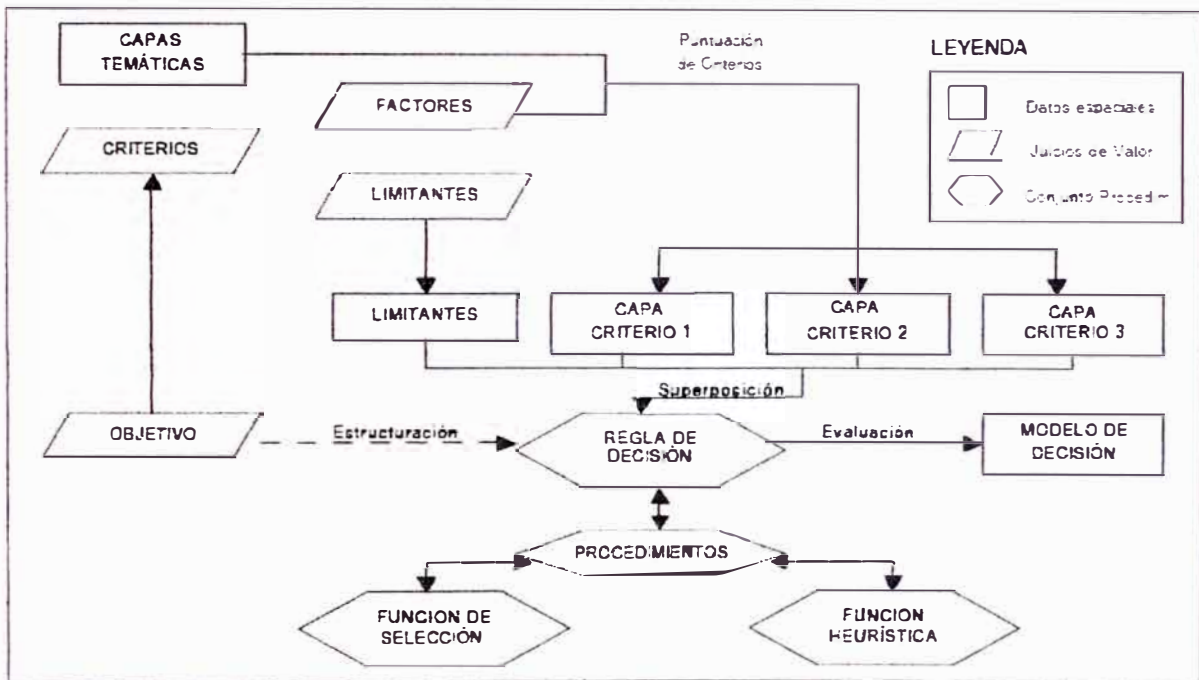 CAPAS
TEMÁTICAS
Puntuación
de Criterios
LEYENDA
FACTORES
Datos espaciales
CRITERIOS
Juicios de Valor
LIMITANTES
Conjunto Procedim
LIMITANTES
CAPA
CRITERIO 1
CAPA
CRITERIO 2
CAPA
CRITERIO 3
Superposición
OBJETIVO
Estructuración
REGLA DE
DECISIÓN
Evaluación
MODELO DE
DECISIÓN
PROCEDIMIENTOS
FUNCION DE
SELECCIÓN
FUNCION
HEURÍSTICA